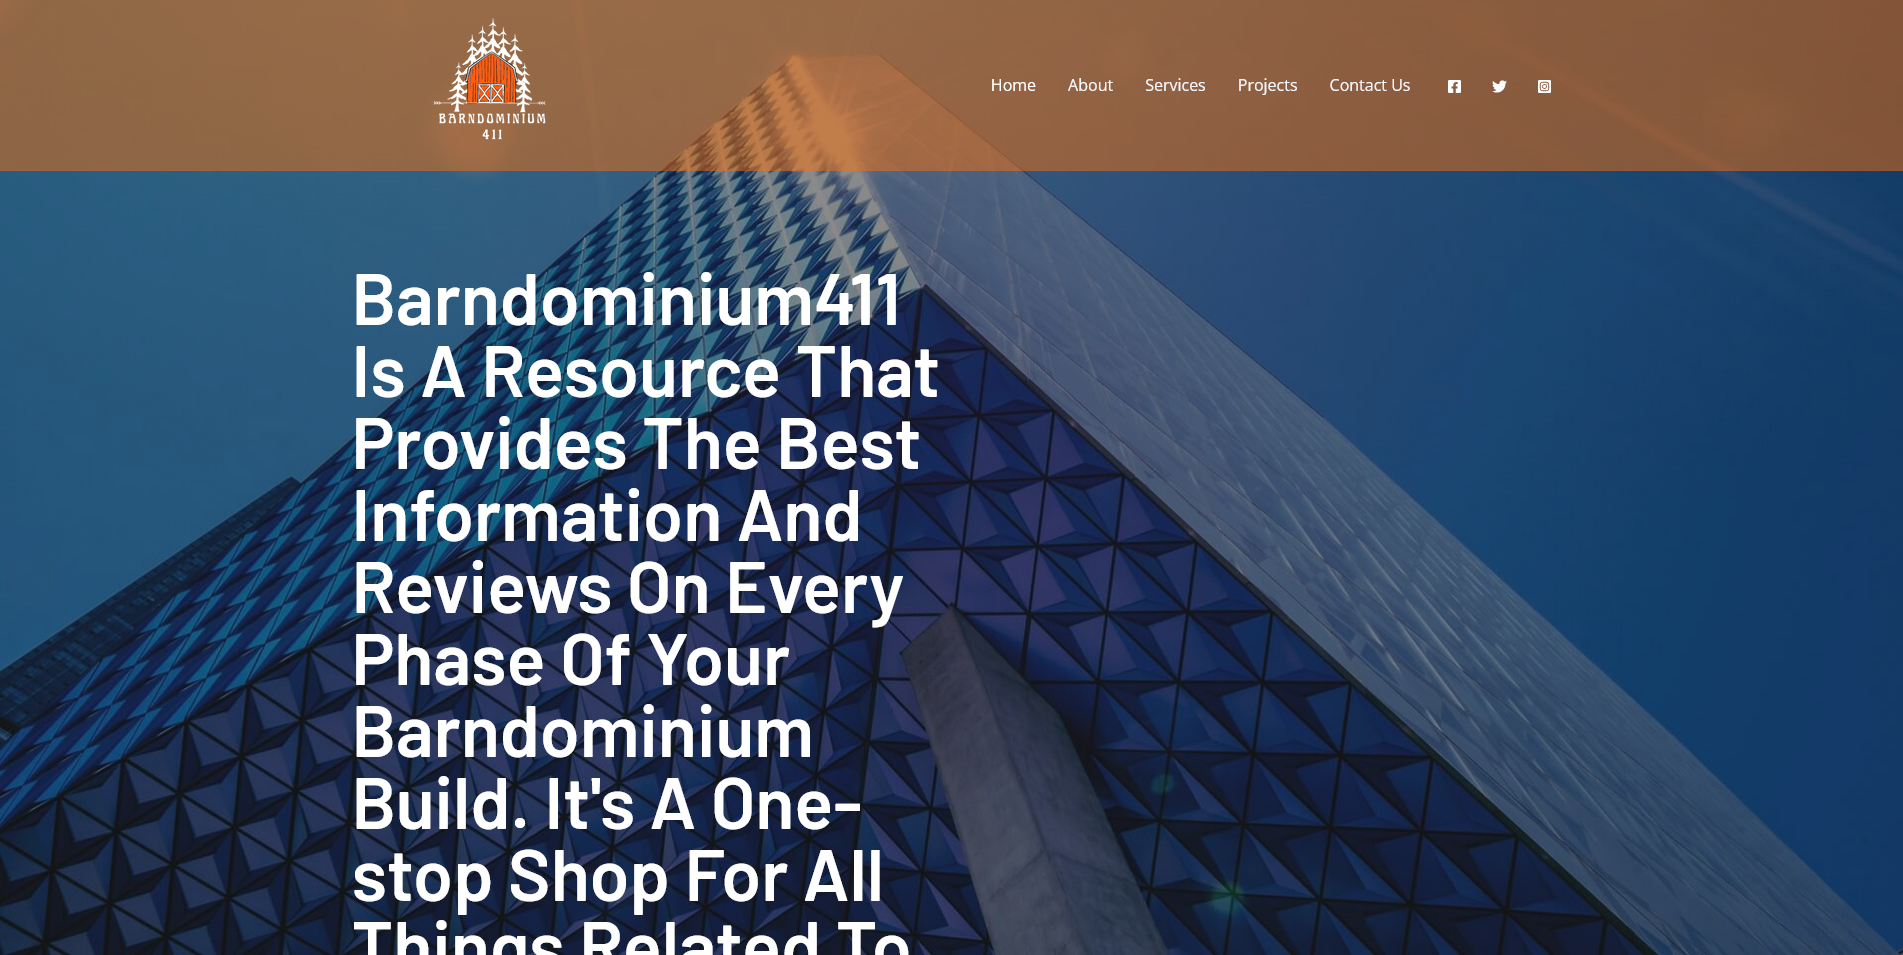 BARNDOMINIUM
411
Home About Services Projects Contact Us
Barndominium411
Is A Resource That
Provides The Best
Information And
Reviews On Every
Phase Of Your
Barndominium
Build. It's A One-
stop Shop For All
Things Related To